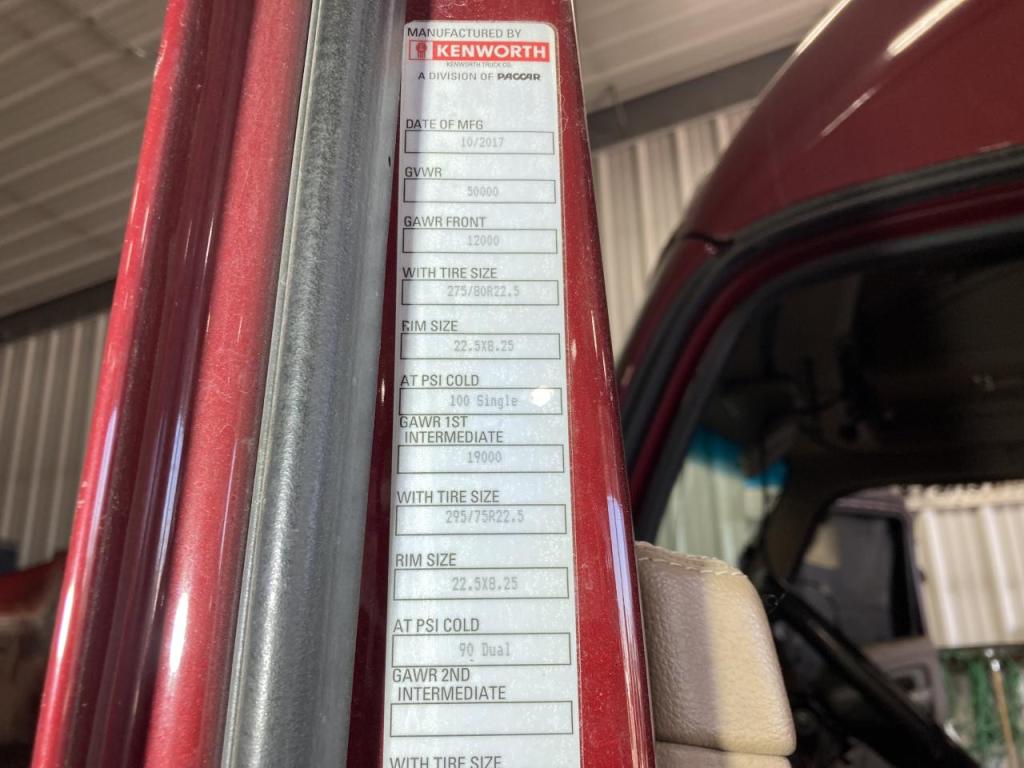 MANUFACTURED BY
KENWORTH
KENWORTH TRUCK CO.
A DIVISION OF PACCAR
DATE OF MFG
10/2017
GVWR
50000
GAWR FRONT
12000
WITH TIRE SIZE
275/80R22.5
RIM SIZE
22.5X8.25
AT PSI COLD
100 Single
GAWR 1ST
INTERMEDIATE
19000
WITH TIRE SIZE
295/75R22.5
RIM SIZE
22.5X8.25
AT PSI COLD
90 Dual
GAWR 2ND
INTERMEDIATE
WITH TIRE SIZE